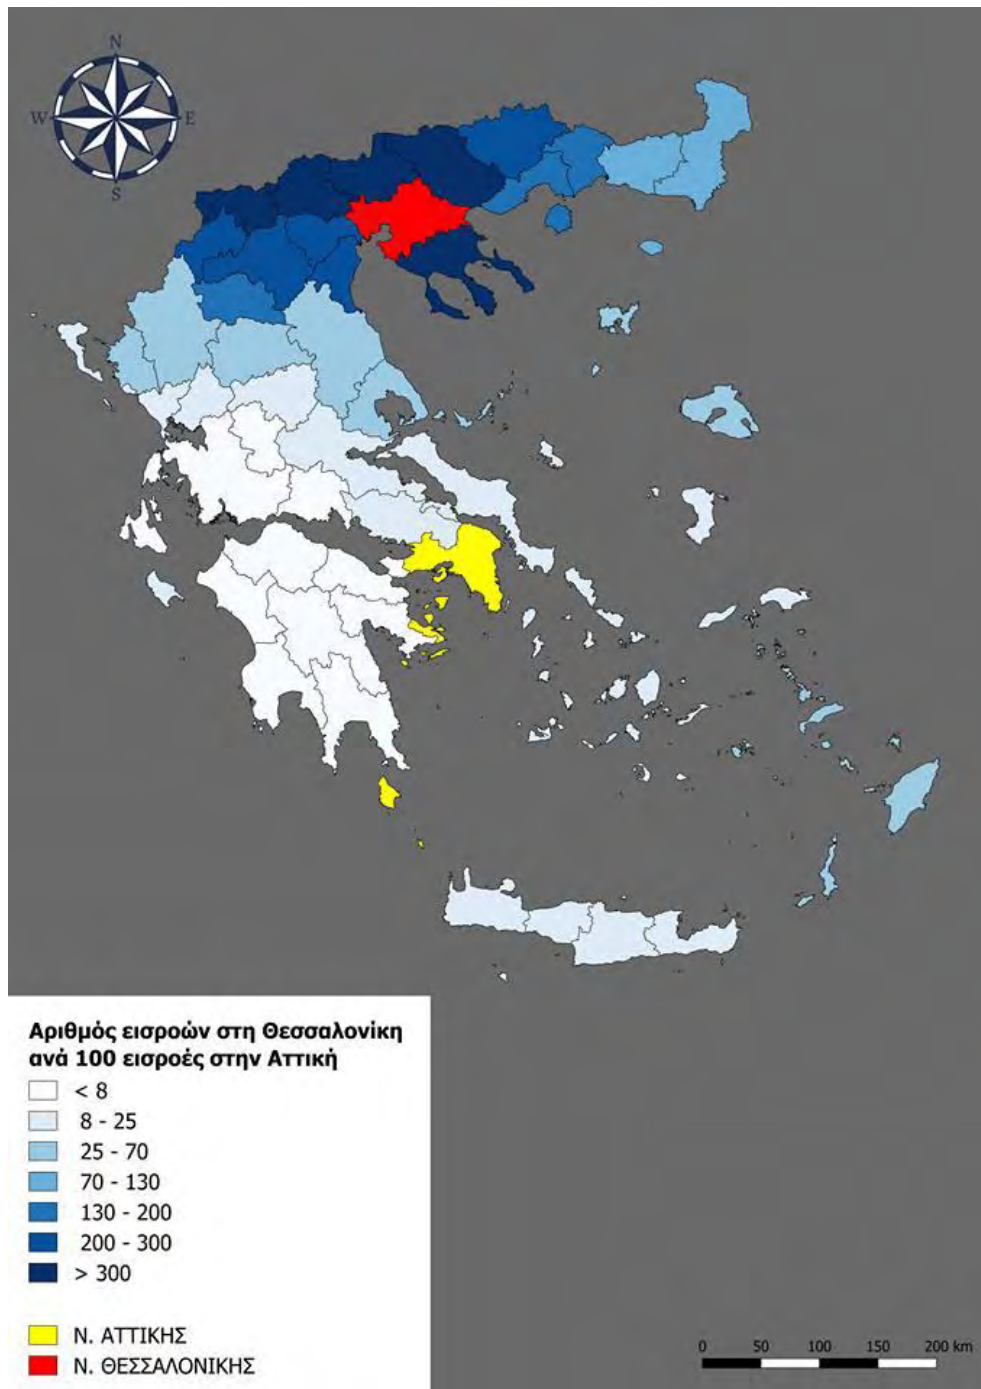 N
W
E
S
Αριθμός εισροών στη Θεσσαλονίκη
ανά 100 εισροές στην Αττική
< 8
8 - 25
25 - 70
70 - 130
130 - 200
200 - 300
> 300
Ν. ΑΤΤΙΚΗΣ
Ν. ΘΕΣΣΑΛΟΝΙΚΗΣ
0 50 100 150 200 km